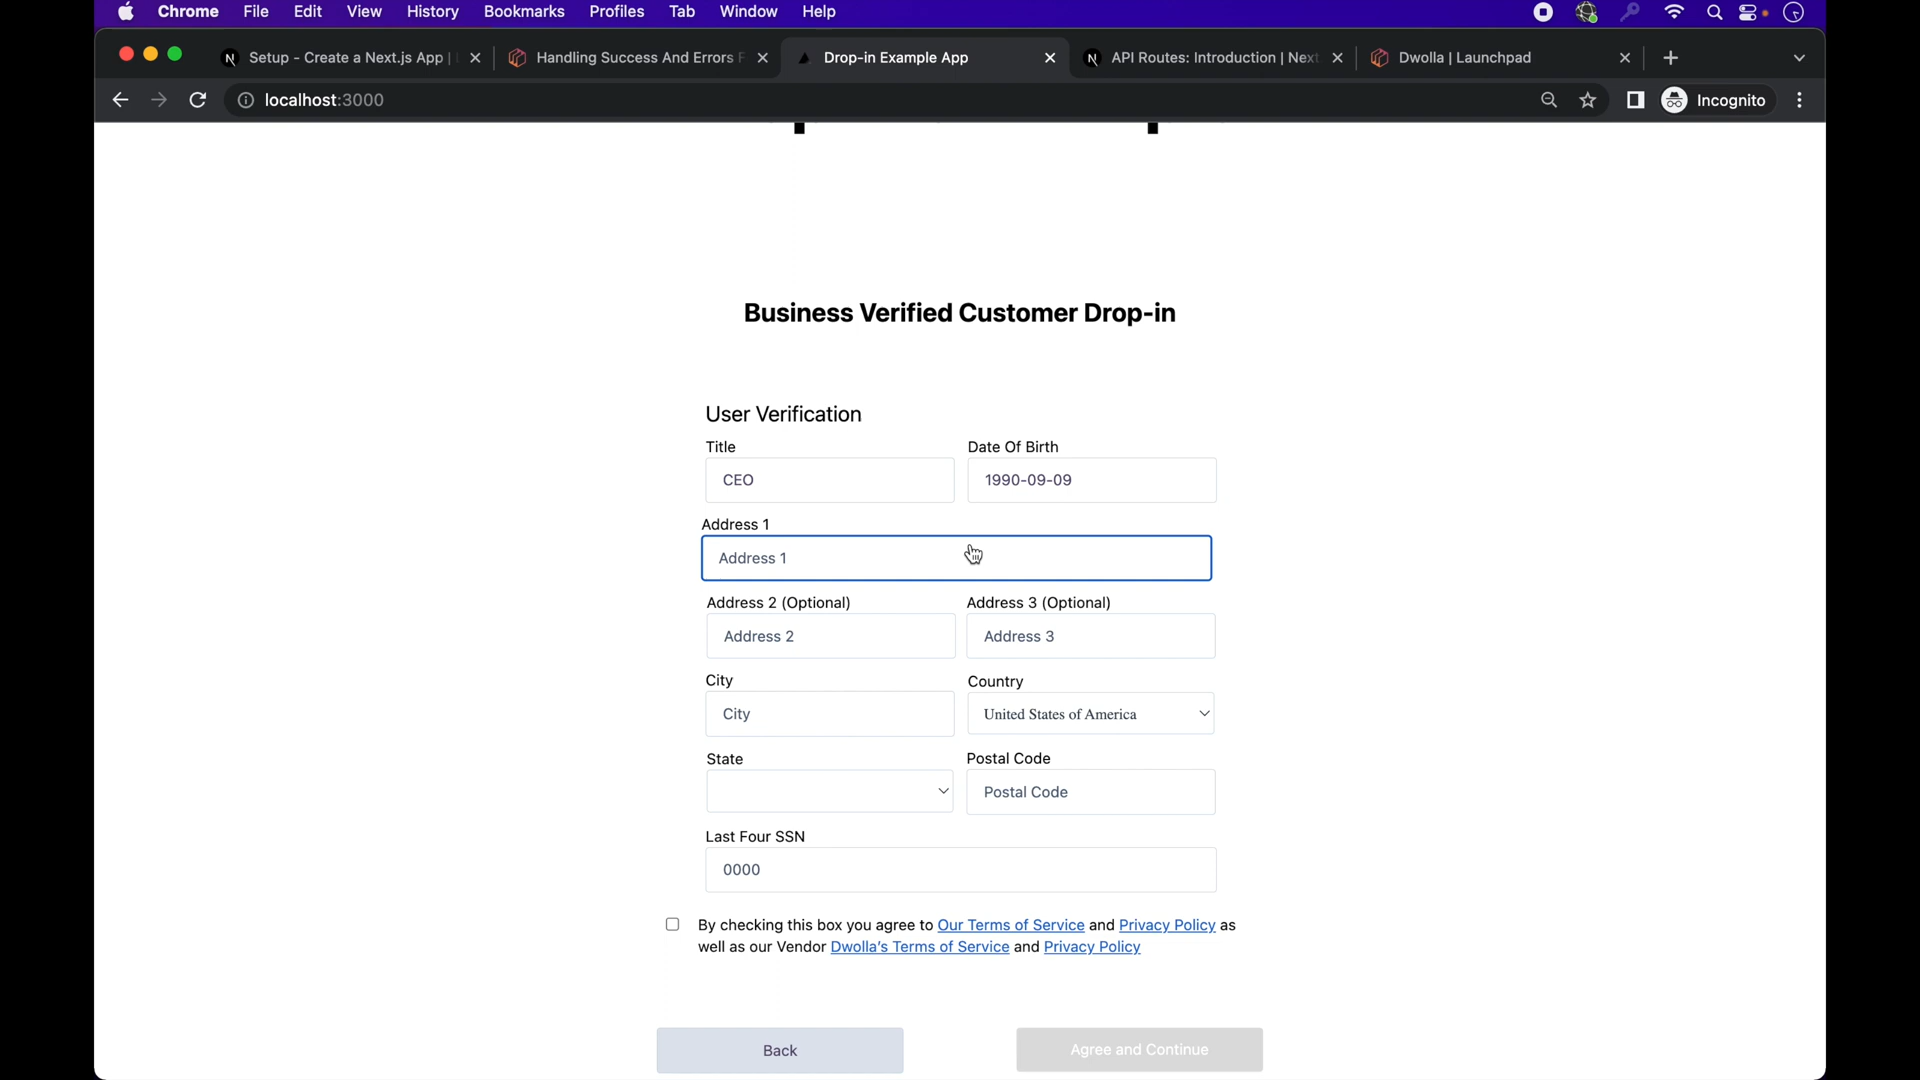 Chrome File Edit View History Bookmarks Profiles Tab Window Help
Setup - Create a Next.js App |
Handling Success And Errors F
Drop-in Example App
API Routes: Introduction | Next
Dwolla | Launchpad
localhost:3000
Incognito
Business Verified Customer Drop-in
User Verification
Title Date Of Birth
CEO 1990-09-09
Address 1
Address 1
Address 2 (Optional) Address 3 (Optional)
Address 2 Address 3
City Country
City United States of America
State Postal Code
Postal Code
Last Four SSN
0000
By checking this box you agree to Our Terms of Service and Privacy Policy as
well as our Vendor Dwolla's Terms of Service and Privacy Policy
Back Agree and Continue